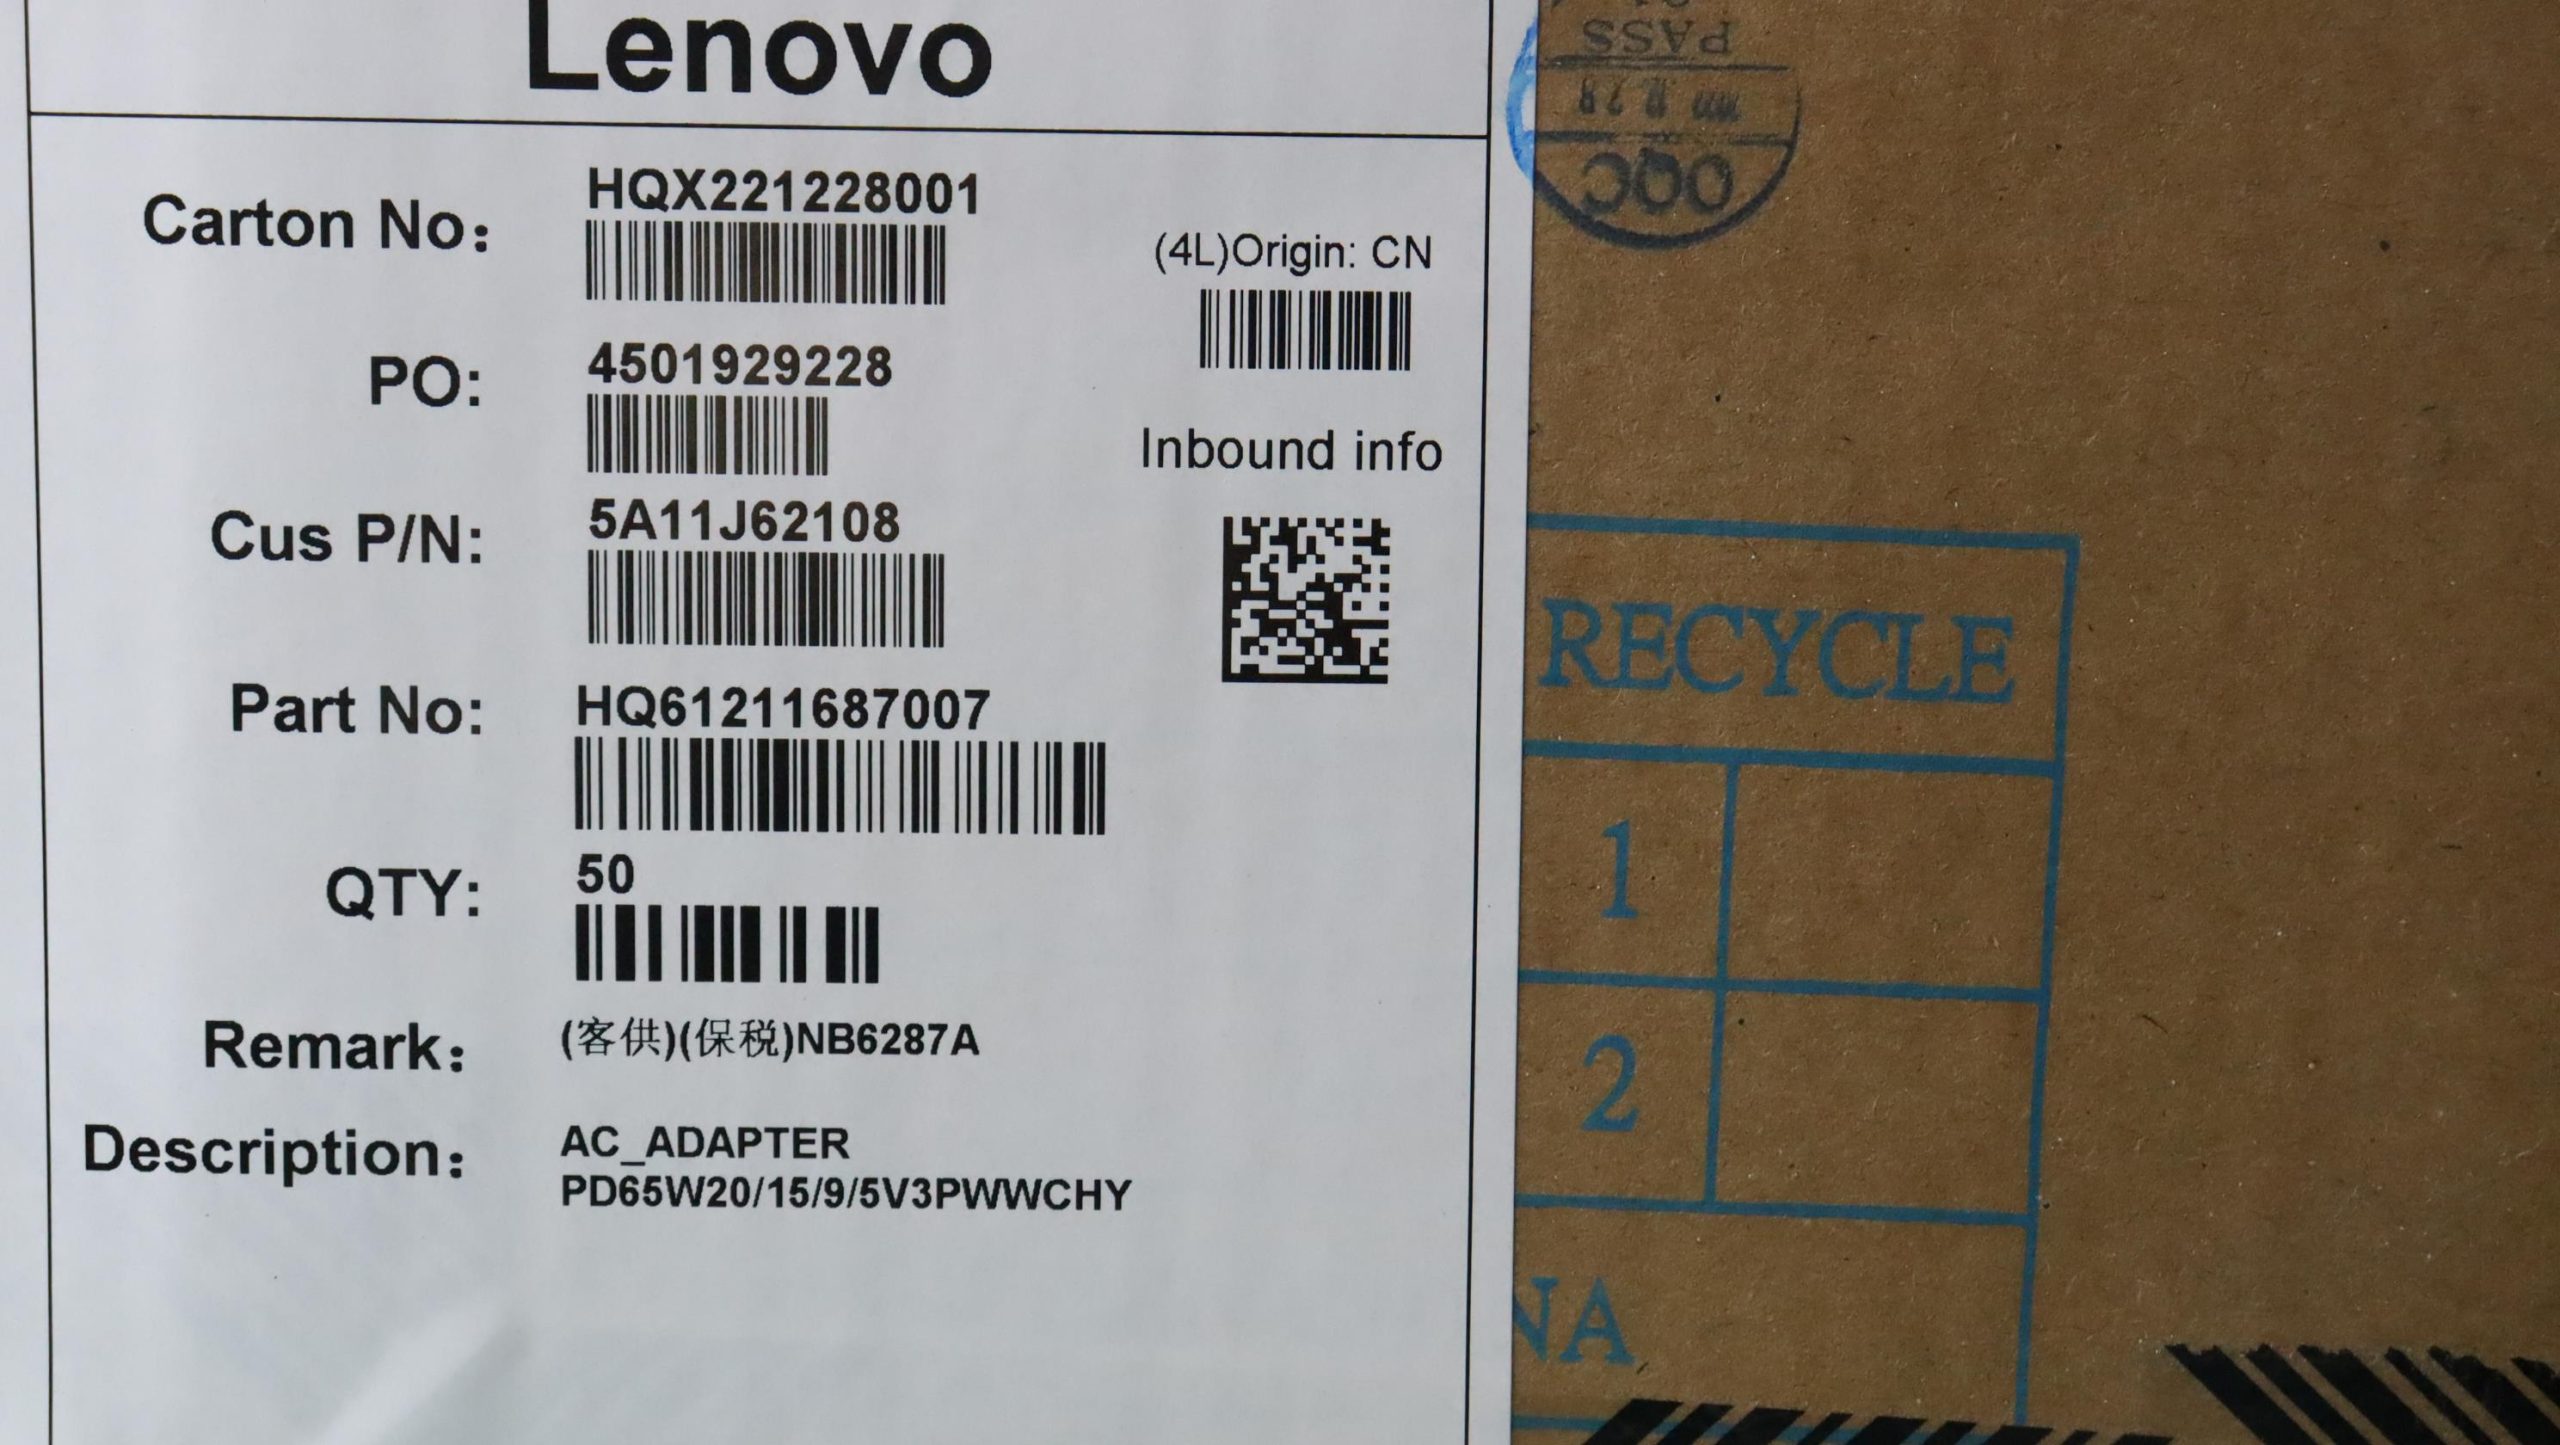 Lenovo
Carton No：
HQX221228001
(4L)Origin: CN
PO:
4501929228
Inbound info
Cus P/N:
5A11J62108
Part No:
HQ61211687007
QTY:
50
Remark：
(客供)(保税)NB6287A
Description：
AC_ADAPTER
PD65W20/15/9/5V3PWWCHY
OQC
PASS
RECYCLE
1
2
NA